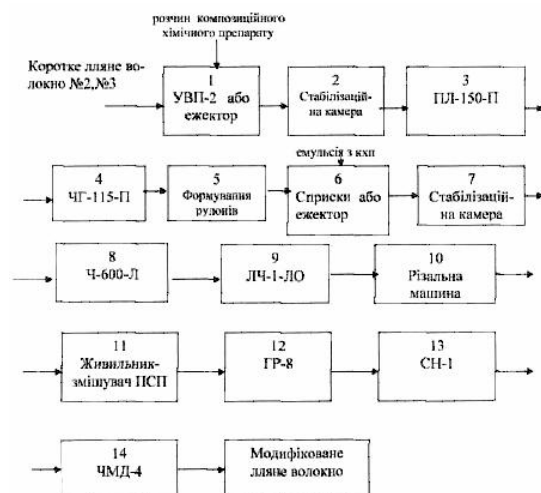 розчин композиційного
хімічного препарату
Коротке лляне во-
локно №2,№3
1
УВП-2 або
ежектор
2
Стабілізацій-
на камера
3
ПЛ-150-П
емульсія з кхп
4
ЧГ-115-П
5
Формування
рулонів
6
Сприски або
ежектор
7
Стабілізацій-
на камера
8
Ч-600-Л
9
ЛЧ-1-ЛО
10
Різальна
машина
11
Живильник-
змішувач ПСП
12
ГР-8
13
СН-1
14
ЧМД-4
Модифіковане
лляне волокно